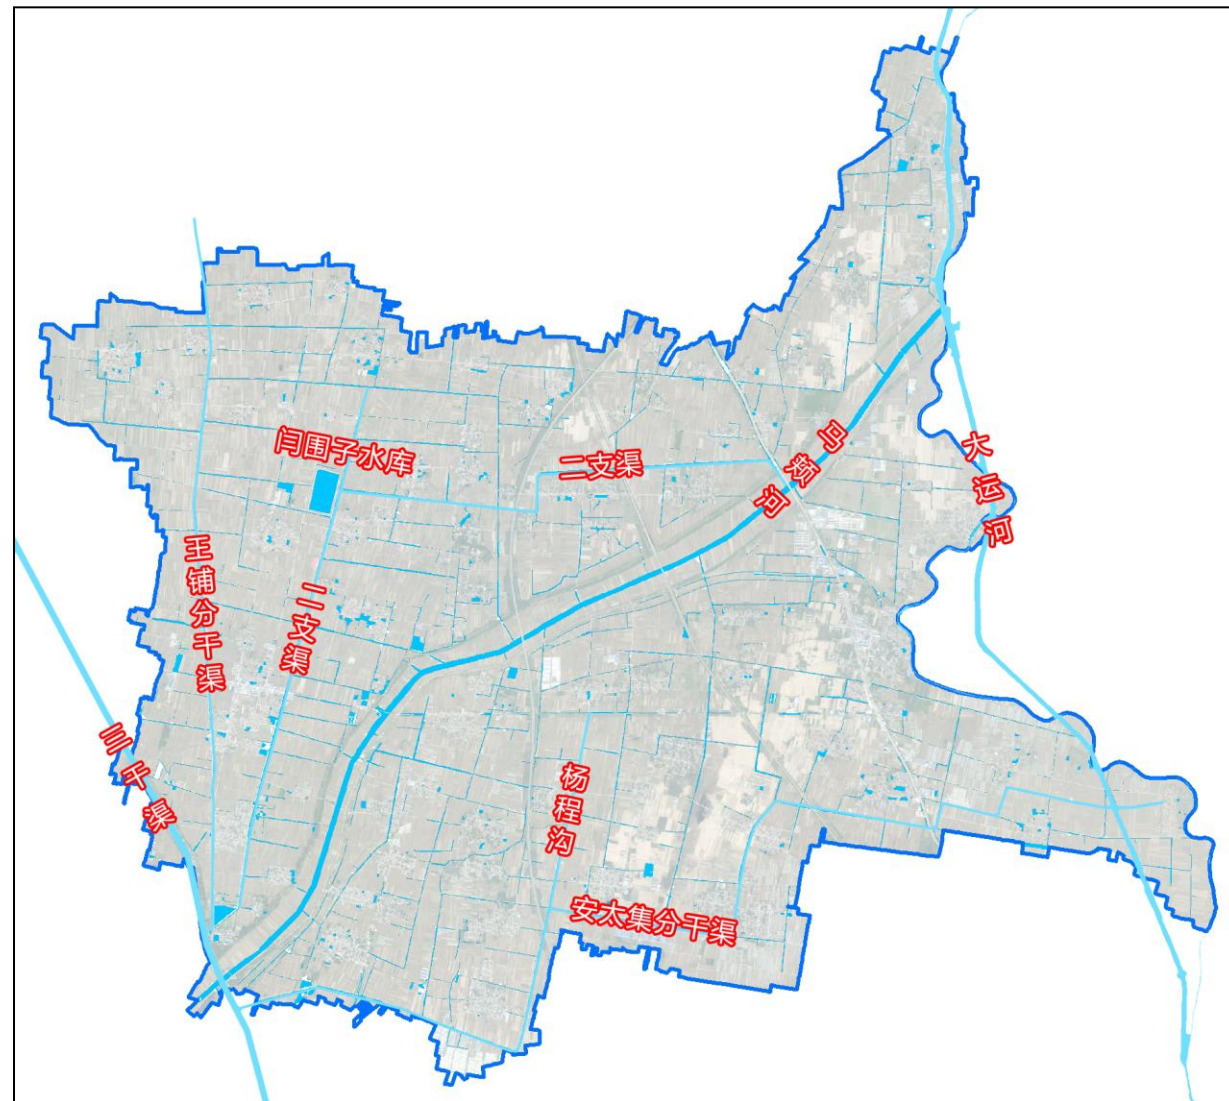 闫围子水库
二支渠
马颊河
大运河
王铺分干渠
二支渠
三干渠
杨程沟
安太集分干渠